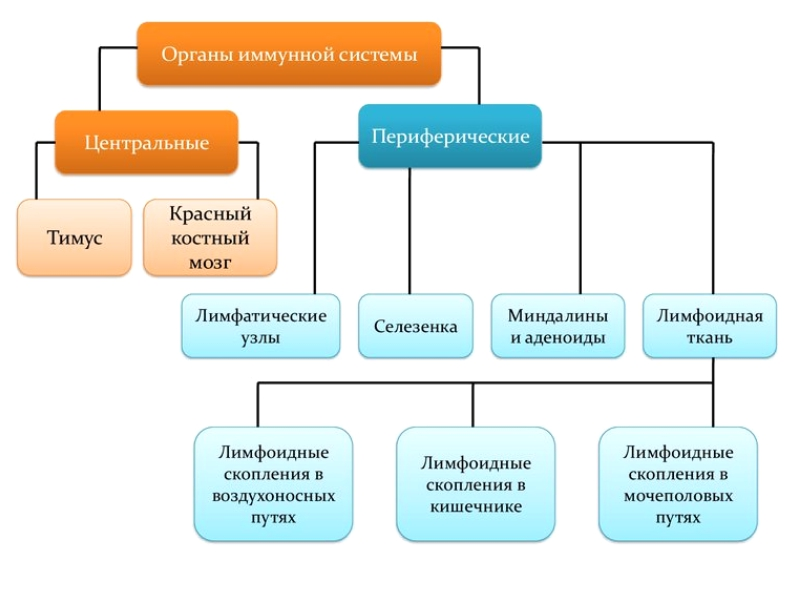 Органы иммунной системы
Центральные
Периферические
Тимус
Красный
костный
мозг
Лимфатические
узлы
Селезенка
Миндалины
и аденоиды
Лимфоидная
ткань
Лимфоидные
скопления в
воздухоносных
путях
Лимфоидные
скопления в
кишечнике
Лимфоидные
скопления в
мочеполовых
путях